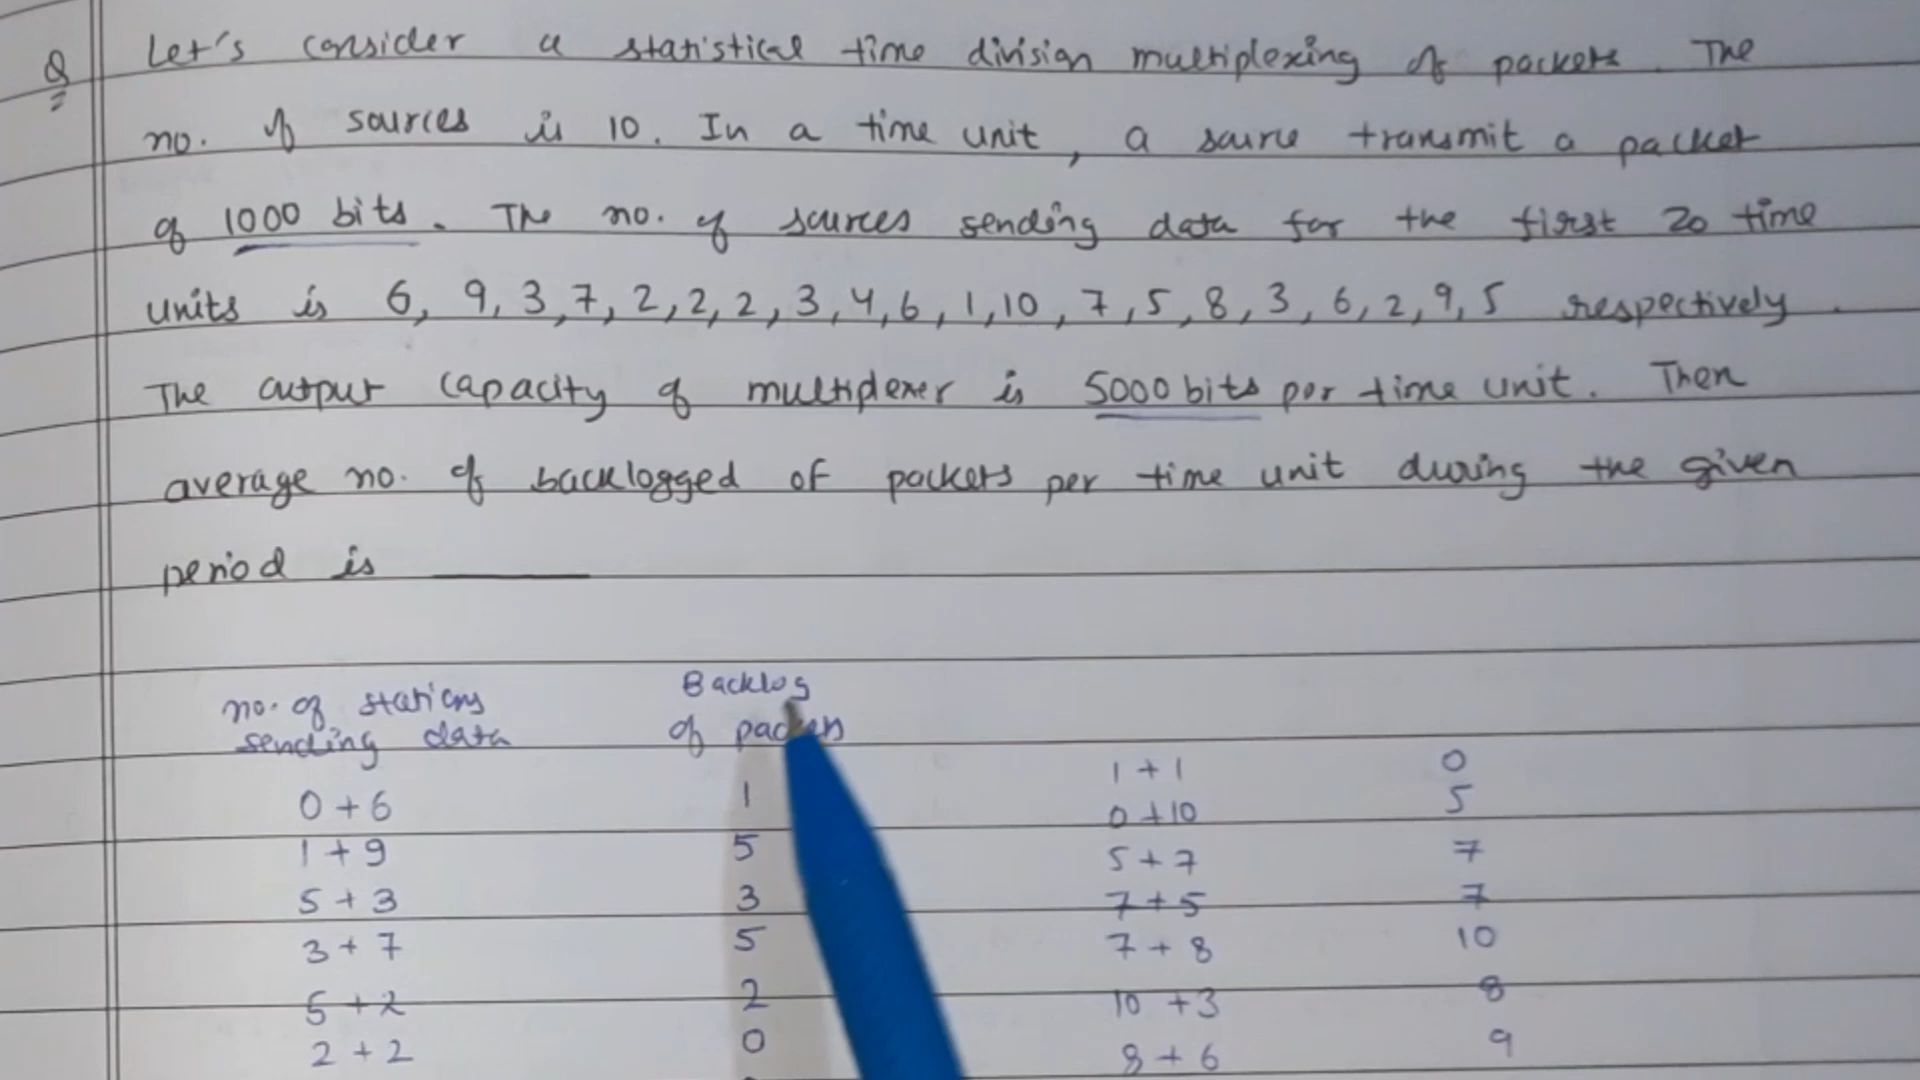 Q
Let's consider a statistical time division multiplexing of packets. The
no. of sources is 10. In a time unit, a source transmit a packet
of 1000 bits. The no. of sources sending data for the first 20 time
units is 6, 9, 3, 7, 2, 2, 2, 3, 4, 6, 1, 10, 7, 5, 8, 3, 6, 2, 9, 5 respectively.
The output capacity of multiplexer is 5000 bits per time unit. Then
average no. of backlogged of packets per time unit during the given
period is ______
no. of stations
sending data
Backlog
of packets
0 + 6 1
1 + 9 5
5 + 3 3
3 + 7 5
5 + 2 2
2 + 2 0
1 + 1 0
0 + 10 5
5 + 7 7
7 + 5 7
7 + 8 10
10 + 3 8
8 + 6 9